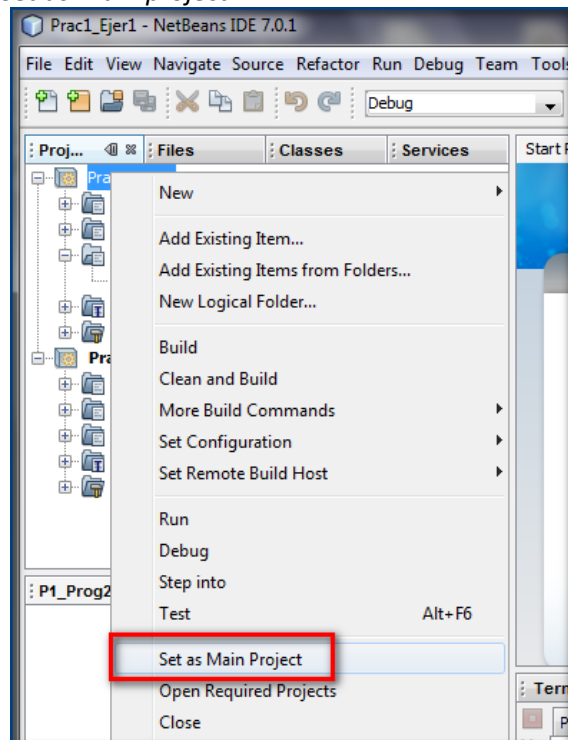 Prac1_Ejer1 - NetBeans IDE 7.0.1
File Edit View Navigate Source Refactor Run Debug Team Tools
Debug
Proj... Files Classes Services Start
Pra
New
Add Existing Item...
Add Existing Items from Folders...
New Logical Folder...
Build
Pra
Clean and Build
More Build Commands
Set Configuration
Set Remote Build Host
Run
Debug
Step into
P1_Prog2
Test Alt+F6
Set as Main Project
Open Required Projects
Term
Close
P